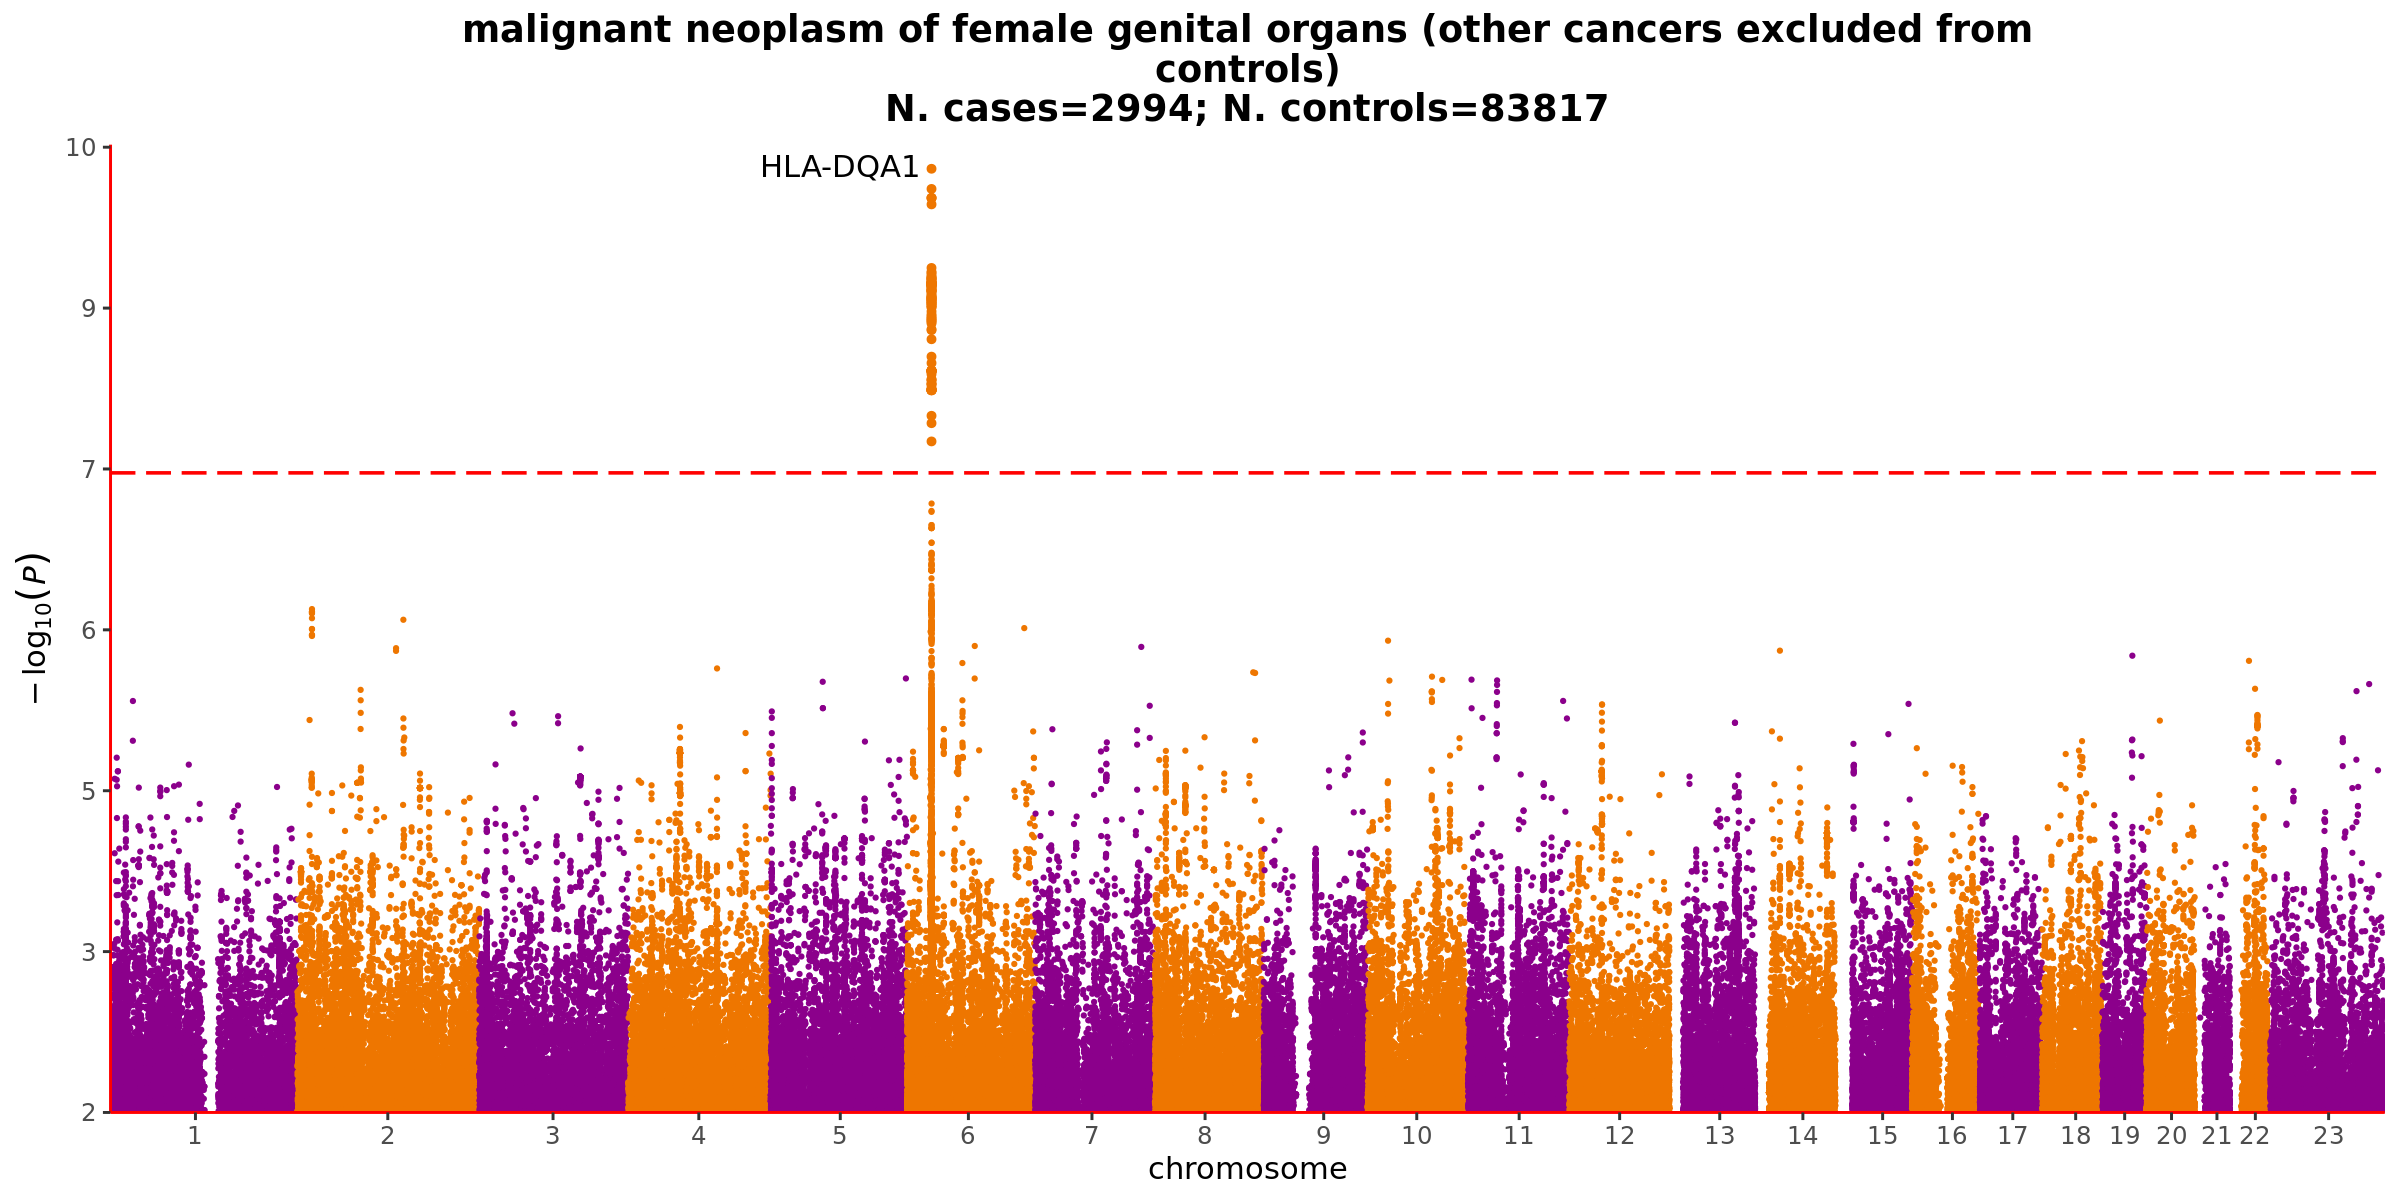 malignant neoplasm of female genital organs (other cancers excluded from
controls)
N. cases=2994; N. controls=83817
10
HLA-DQA1
9
7
6
5
3
2
−log10(P)
1 2 3 4 5 6 7 8 9 10 11 12 13 14 15 16 17 18 19 20 21 22 23
chromosome